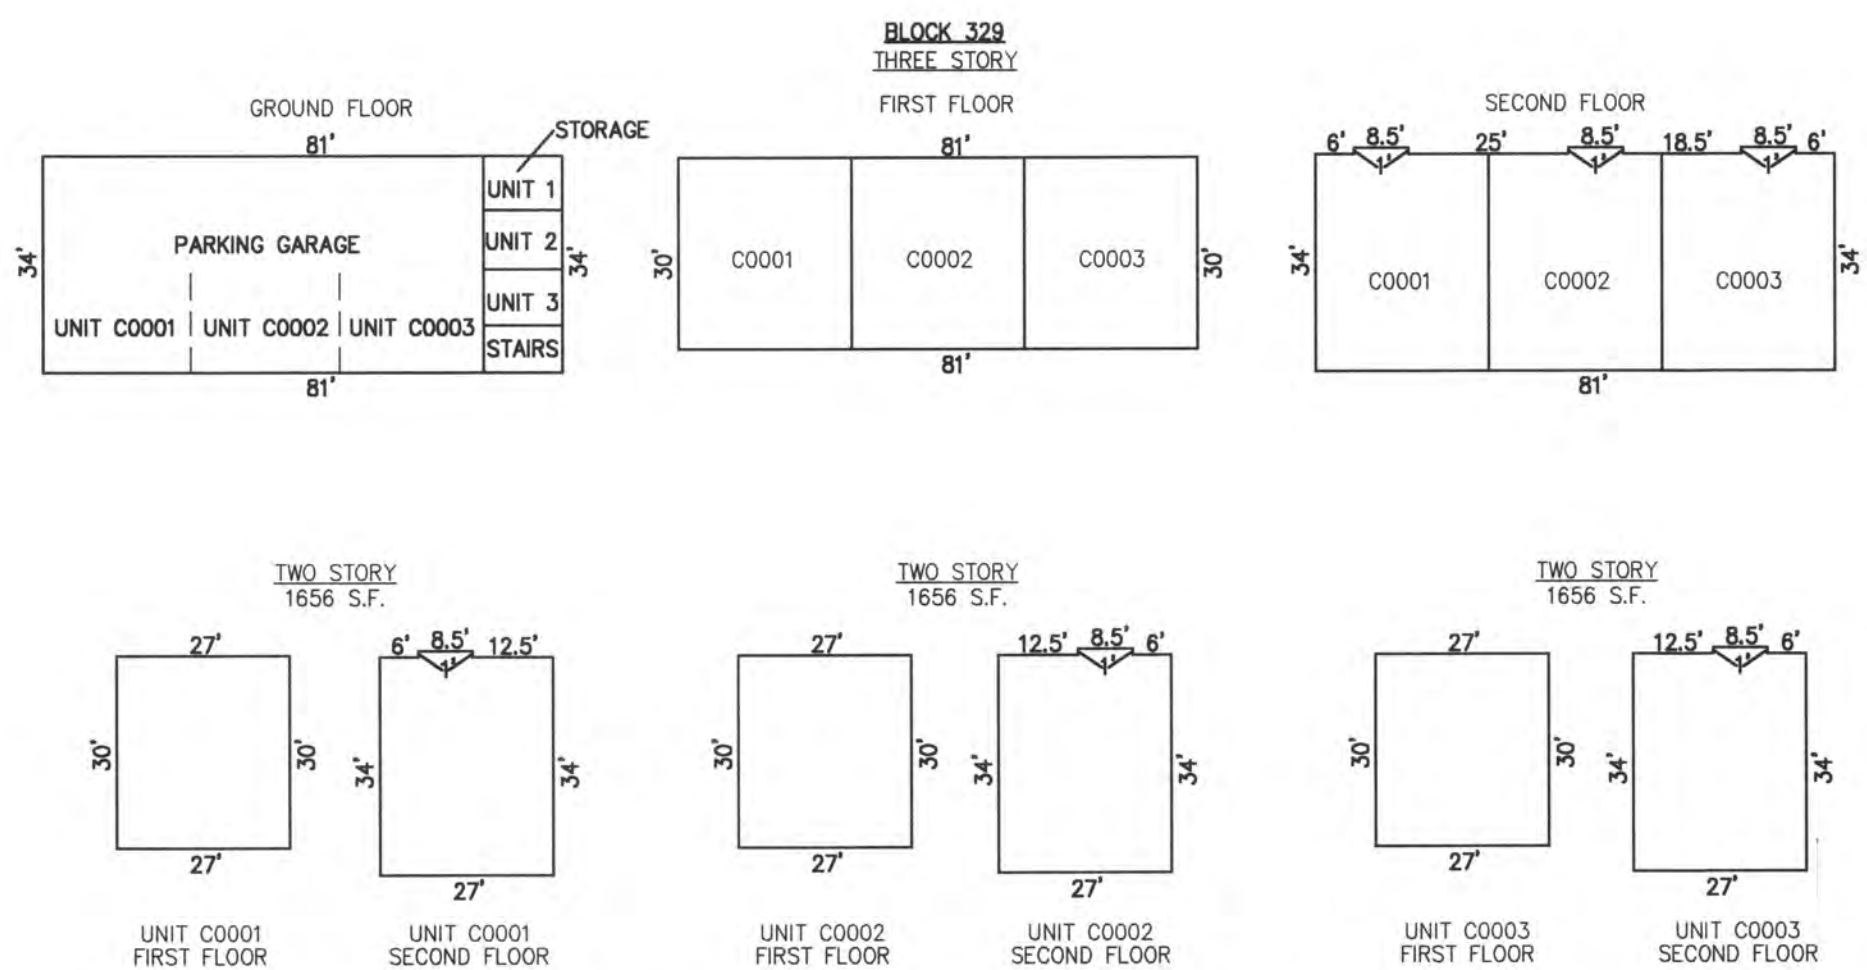 BLOCK 329
THREE STORY
GROUND FLOOR
81'
STORAGE
UNIT 1
UNIT 2
UNIT 3
STAIRS
PARKING GARAGE
34'
34'
UNIT C0001
UNIT C0002
UNIT C0003
81'
FIRST FLOOR
81'
30'
C0001
C0002
C0003
30'
81'
SECOND FLOOR
6' 8.5' 25' 8.5' 18.5' 8.5' 6'
1' 1' 1'
34'
C0001
C0002
C0003
34'
81'
TWO STORY
1656 S.F.
27'
30'
30'
27'
UNIT C0001
FIRST FLOOR
6' 8.5' 12.5'
1'
34'
34'
27'
UNIT C0001
SECOND FLOOR
TWO STORY
1656 S.F.
27'
30'
30'
27'
UNIT C0002
FIRST FLOOR
12.5' 8.5' 6'
1'
34'
34'
27'
UNIT C0002
SECOND FLOOR
TWO STORY
1656 S.F.
27'
30'
30'
27'
UNIT C0003
FIRST FLOOR
12.5' 8.5' 6'
1'
34'
34'
27'
UNIT C0003
SECOND FLOOR